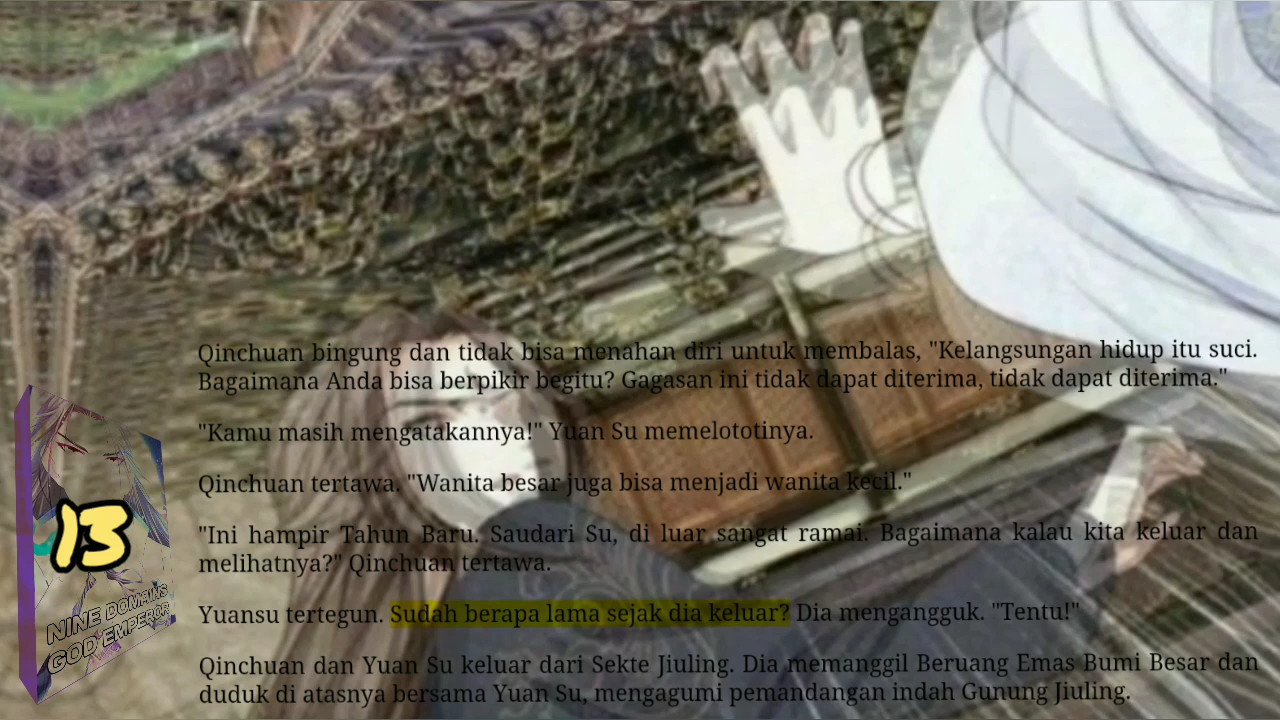 Qinchuan bingung dan tidak bisa menahan diri untuk membalas, "Kelangsungan hidup itu suci.
Bagaimana Anda bisa berpikir begitu? Gagasan ini tidak dapat diterima, tidak dapat diterima."
"Kamu masih mengatakannya!" Yuan Su memelototinya.
Qinchuan tertawa. "Wanita besar juga bisa menjadi wanita kecil."
"Ini hampir Tahun Baru. Saudari Su, di luar sangat ramai. Bagaimana kalau kita keluar dan
melihatnya?" Qinchuan tertawa.
Yuansu tertegun. Sudah berapa lama sejak dia keluar? Dia mengangguk. "Tentu!"
Qinchuan dan Yuan Su keluar dari Sekte Jiuling. Dia memanggil Beruang Emas Bumi Besar dan
duduk di atasnya bersama Yuan Su, mengagumi pemandangan indah Gunung Jiuling.
13
NINE DOMAINS
GOD EMPEROR